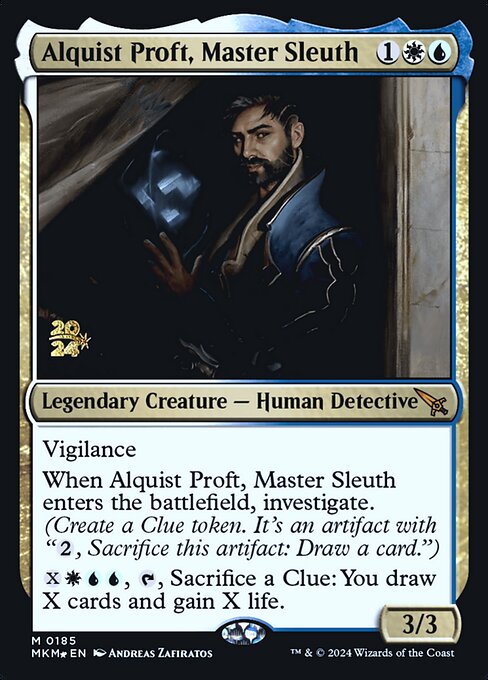 Alquist Proft, Master Sleuth 1
20
24
Legendary Creature — Human Detective
Vigilance
When Alquist Proft, Master Sleuth
enters the battlefield, investigate.
(Create a Clue token. It's an artifact with
“2, Sacrifice this artifact: Draw a card.”)
X, Sacrifice a Clue: You draw
X cards and gain X life.
3/3
M 0185
MKM★EN ANDREAS ZAFIRATOS
™ & © 2024 Wizards of the Coast